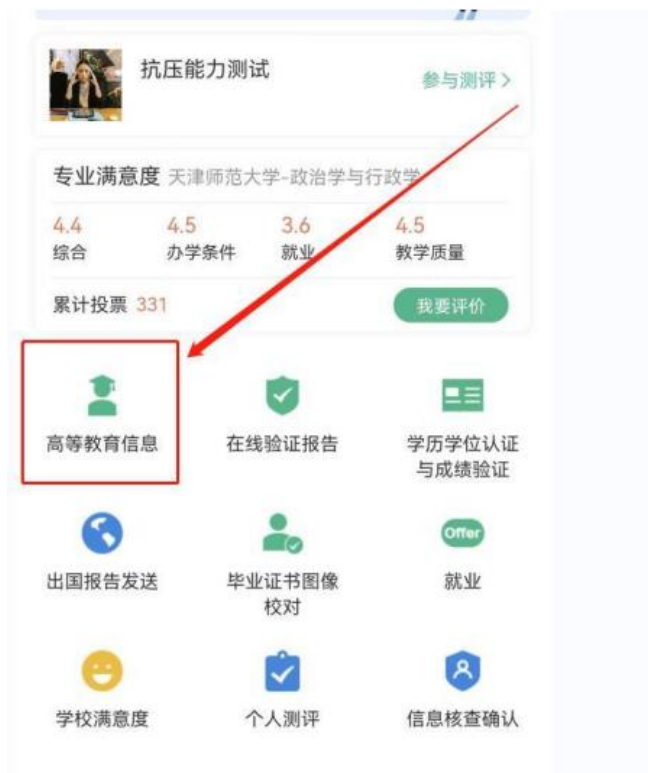 抗压能力测试
参与测评>
专业满意度 天津师范大学-政治学与行政学
4.4 4.5 3.6 4.5
综合 办学条件 就业 教学质量
累计投票 331 我要评价
高等教育信息 在线验证报告 学历学位认证
与成绩验证
Offer
出国报告发送 毕业证书图像 就业
校对
学校满意度 个人测评 信息核查确认